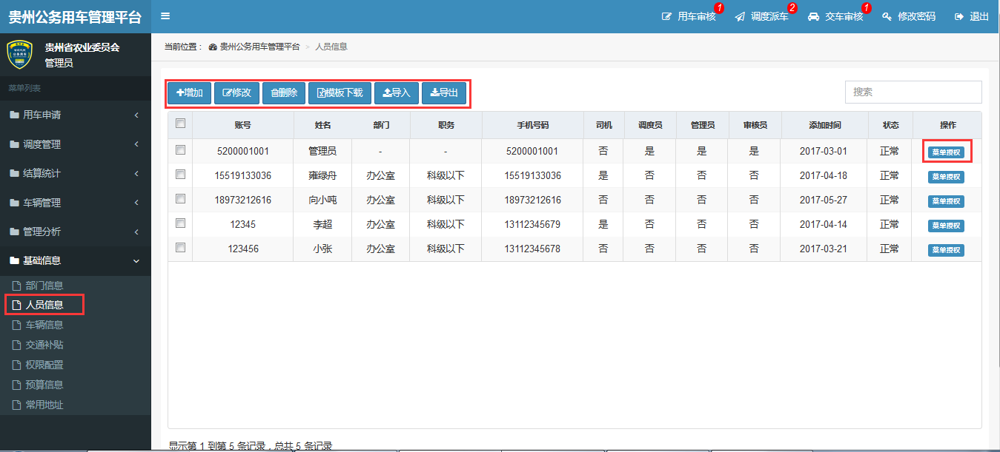 贵州公务用车管理平台
用车审核 1
调度派车 2
交车审核 1
修改密码
退出
贵州省农业委员会
管理员
当前位置： 贵州公务用车管理平台 > 人员信息
菜单列表
用车申请
调度管理
结算统计
车辆管理
管理分析
基础信息
部门信息
人员信息
车辆信息
交通补贴
权限配置
预算信息
常用地址
增加 修改 删除 模板下载 导入 导出
搜索
账号 姓名 部门 职务 手机号码 司机 调度员 管理员 审核员 添加时间 状态 操作
5200001001 管理员 - - 5200001001 否 是 是 是 2017-03-01 正常 菜单授权
15519133036 雍绿舟 办公室 科级以下 15519133036 是 否 否 否 2017-04-18 正常 菜单授权
18973212616 向小吨 办公室 科级以下 18973212616 否 否 否 否 2017-05-27 正常 菜单授权
12345 李超 办公室 科级以下 13112345679 是 否 否 否 2017-04-14 正常 菜单授权
123456 小张 办公室 科级以下 13112345678 否 否 否 否 2017-03-21 正常 菜单授权
显示第 1 到第 5 条记录，总共 5 条记录